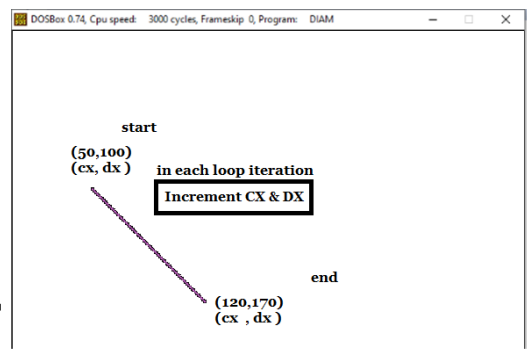 DOSBox 0.74, Cpu speed: 3000 cycles, Frameskip 0, Program: DIAM
start
(50,100)
(cx, dx )
in each loop iteration
Increment CX & DX
end
(120,170)
(cx , dx )